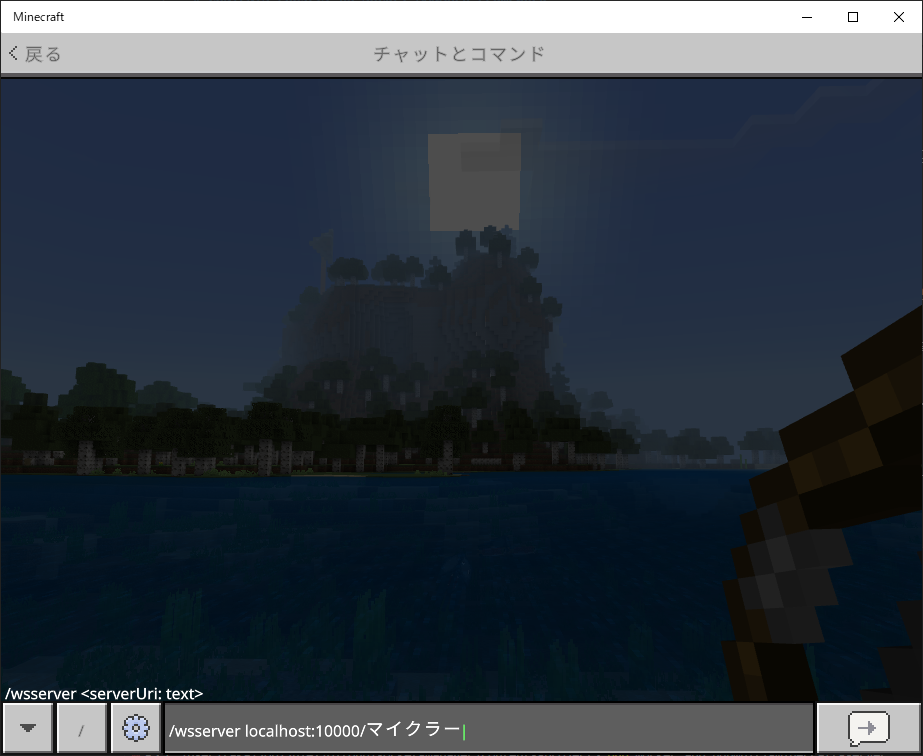 Minecraft
戻る
チャットとコマンド
/wsserver <serverUri: text>
/
/wsserver localhost:10000/マイクラー